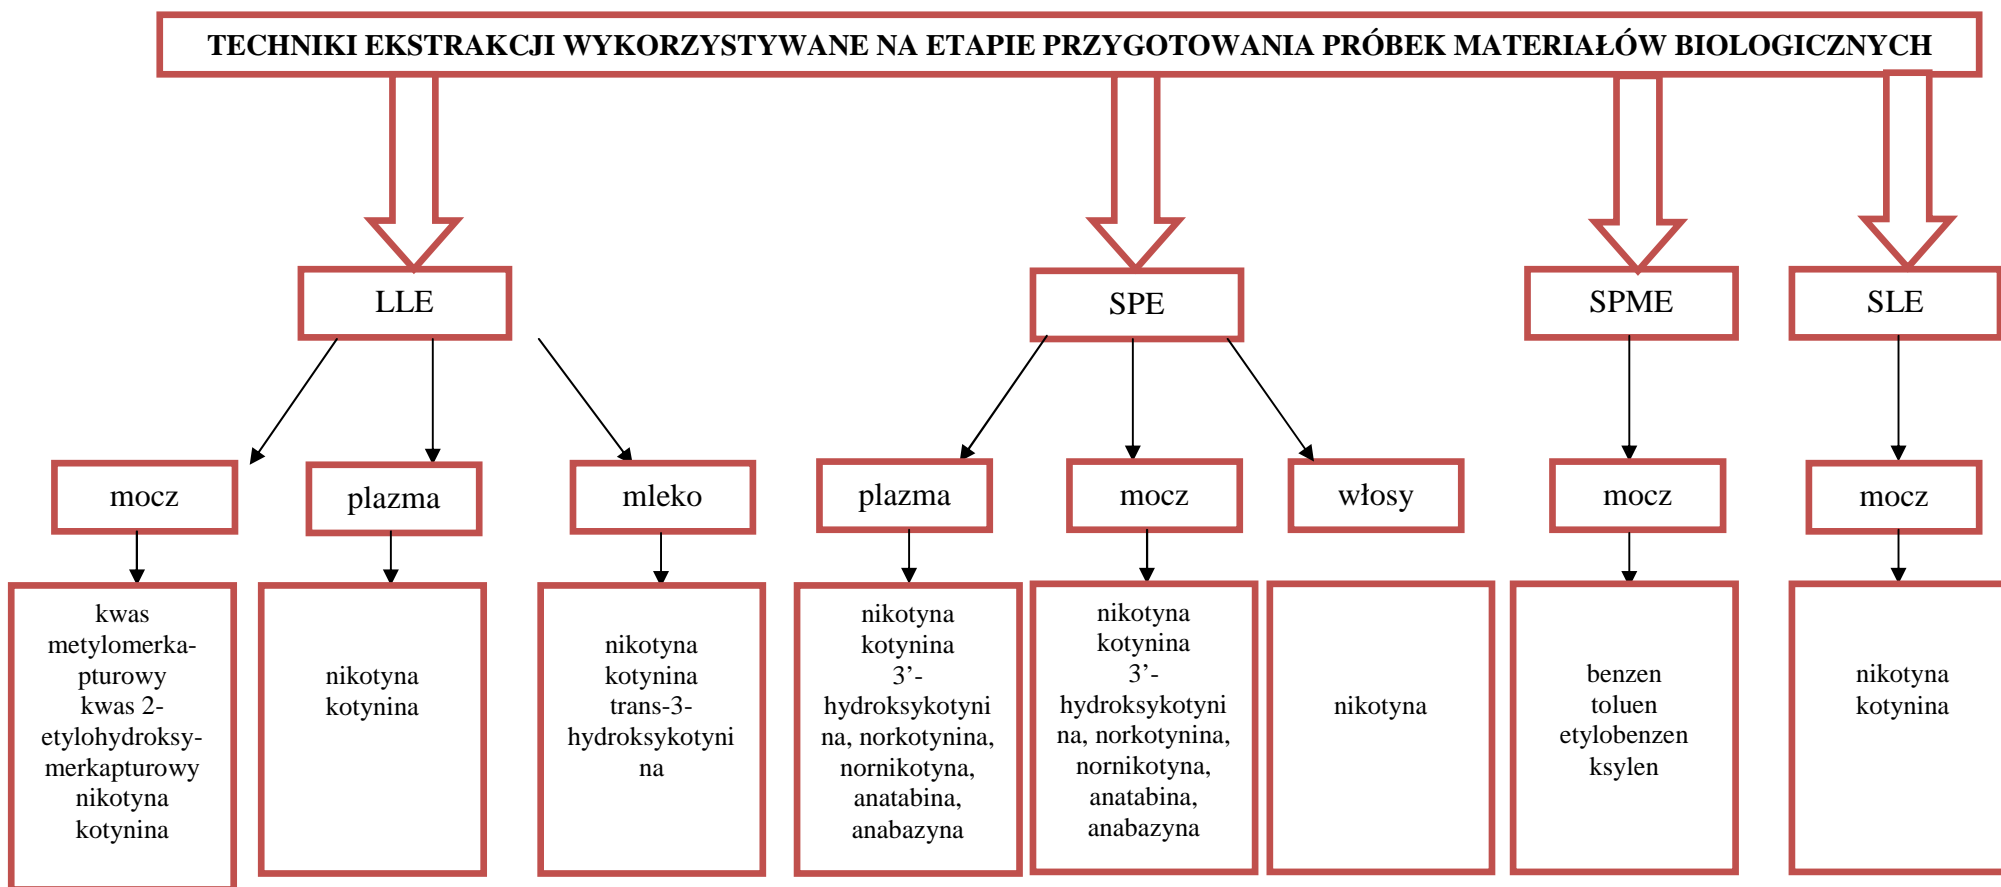 TECHNIKI EKSTRAKCJI WYKORZYSTYWANE NA ETAPIE PRZYGOTOWANIA PRÓBEK MATERIAŁÓW BIOLOGICZNYCH
LLE
SPE
SPME
SLE
mocz
plazma
mleko
plazma
mocz
włosy
mocz
mocz
kwas
metylomerka-
pturowy
kwas 2-
etylohydroksy-
merkapturowy
nikotyna
kotynina
nikotyna
kotynina
nikotyna
kotynina
trans-3-
hydroksykotyni
na
nikotyna
kotynina
3’-
hydroksykotyni
na, norkotynina,
nornikotyna,
anatabina,
anabazyna
nikotyna
kotynina
3’-
hydroksykotyni
na, norkotynina,
nornikotyna,
anatabina,
anabazyna
nikotyna
benzen
toluen
etylobenzen
ksylen
nikotyna
kotynina